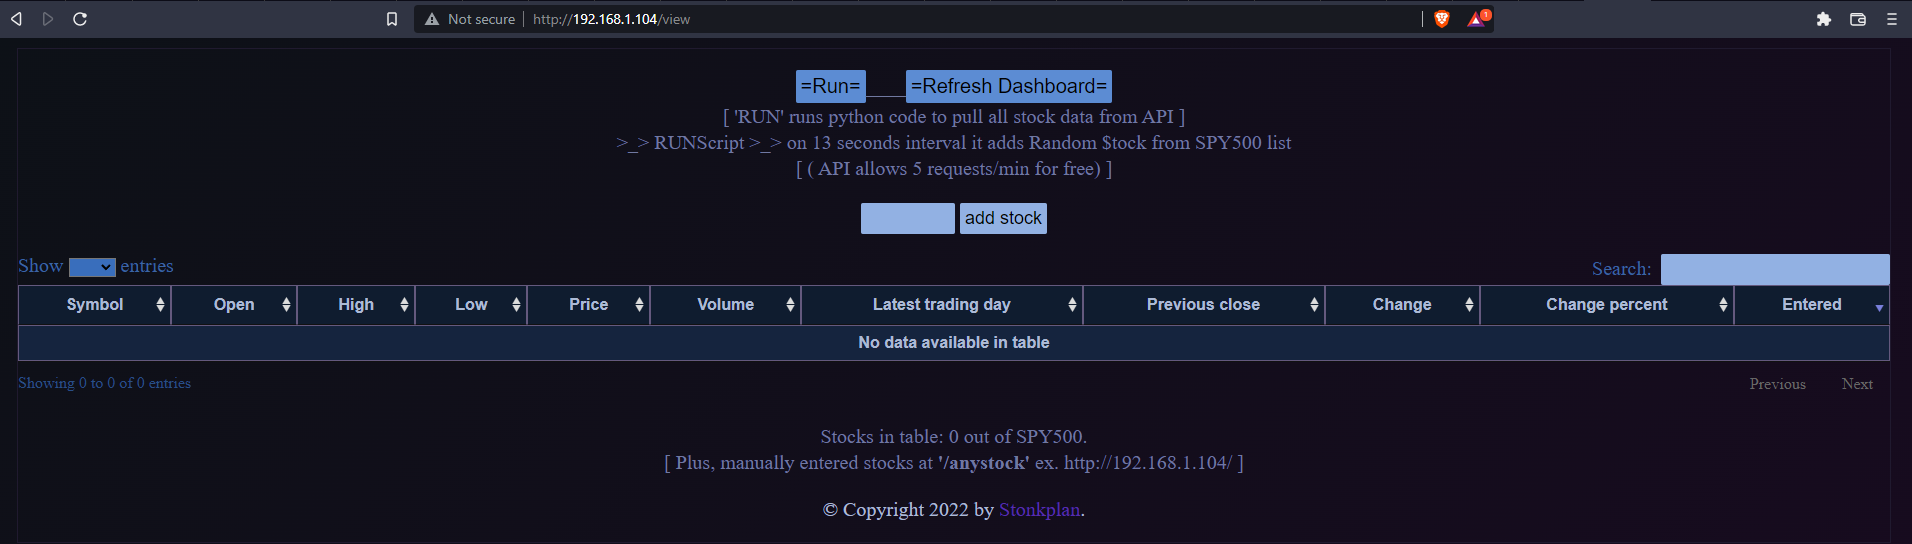 Not secure http://192.168.1.104/view 1
=Run= =Refresh Dashboard=
[ 'RUN' runs python code to pull all stock data from API ]
>_> RUNScript >_> on 13 seconds interval it adds Random $tock from SPY500 list
[ ( API allows 5 requests/min for free) ]
add stock
Show entries Search:
Symbol Open High Low Price Volume Latest trading day Previous close Change Change percent Entered
No data available in table
Showing 0 to 0 of 0 entries Previous Next
Stocks in table: 0 out of SPY500.
[ Plus, manually entered stocks at '/anystock' ex. http://192.168.1.104/ ]
© Copyright 2022 by Stonkplan.